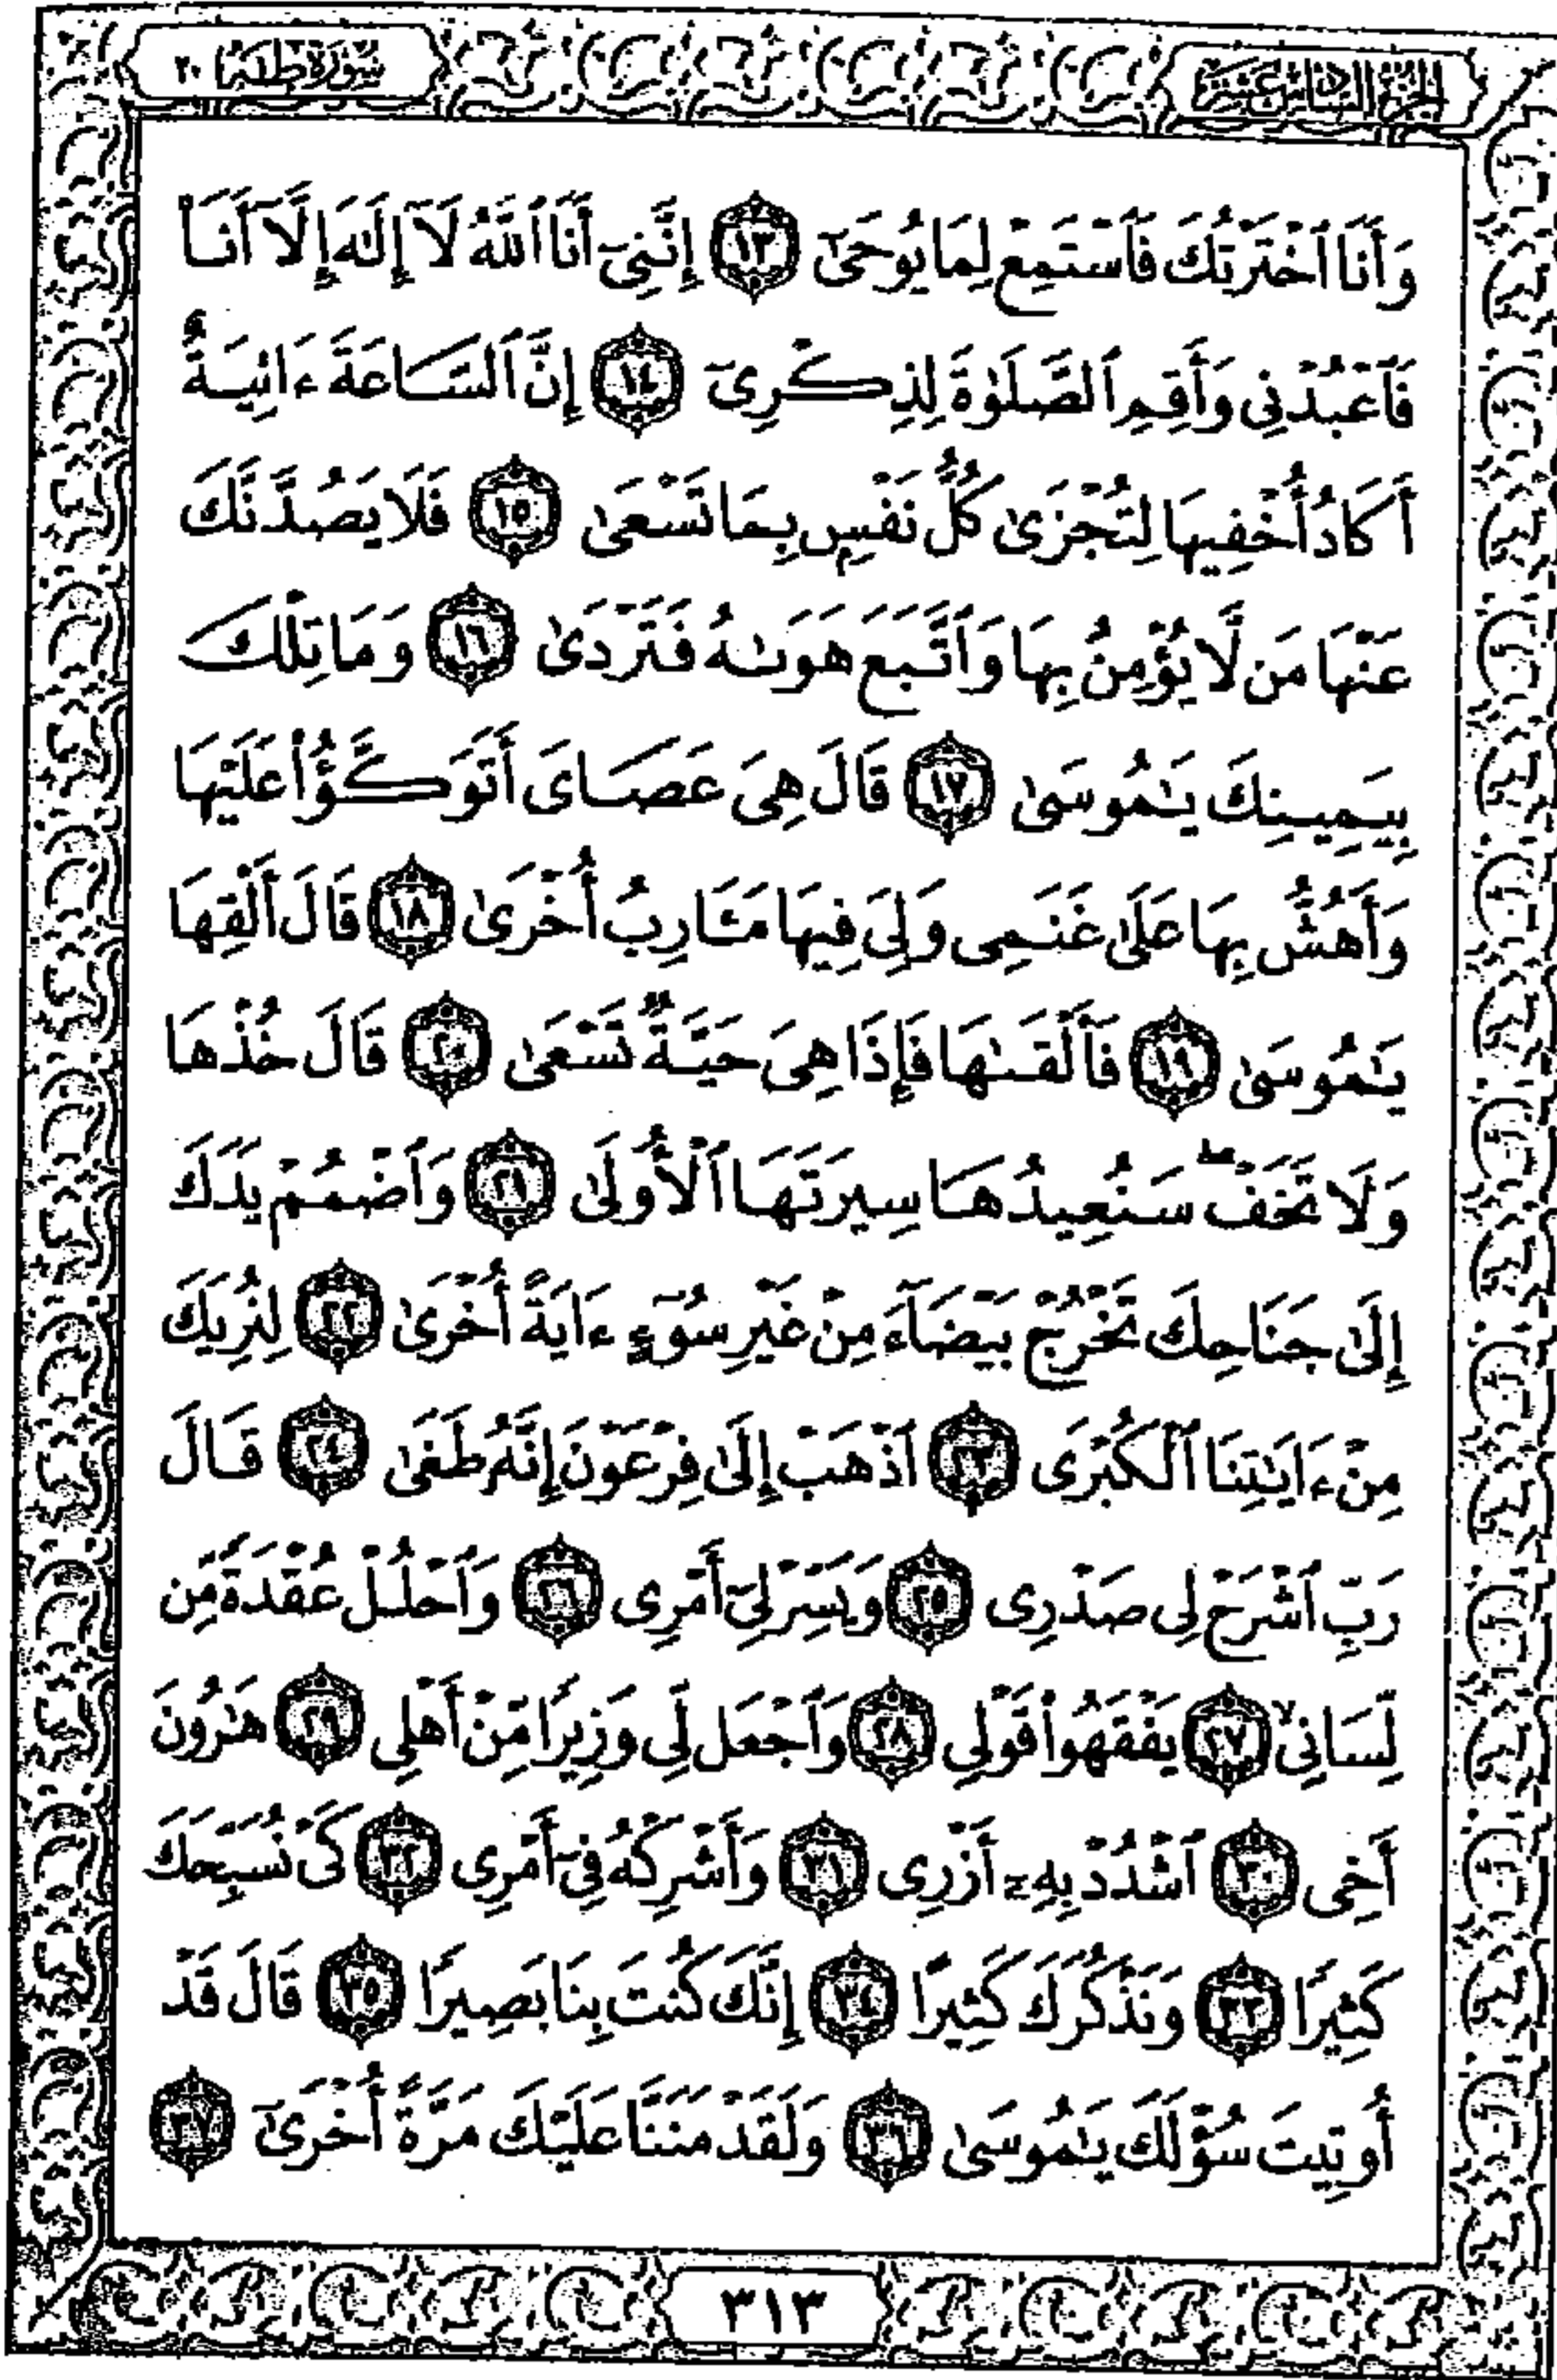 الجزء السادس عشر
سورة طه ٢٠
وَأَنَا ٱخۡتَرۡتُكَ فَٱسۡتَمِعۡ لِمَا يُوحَىٰٓ ١٣ إِنَّنِيٓ أَنَا ٱللَّهُ لَآ إِلَٰهَ إِلَّآ أَنَا۠
فَٱعۡبُدۡنِي وَأَقِمِ ٱلصَّلَوٰةَ لِذِكۡرِيٓ ١٤ إِنَّ ٱلسَّاعَةَ ءَاتِيَةٌ
أَكَادُ أُخۡفِيهَا لِتُجۡزَىٰ كُلُّ نَفۡسِۭ بِمَا تَسۡعَىٰ ١٥ فَلَا يَصُدَّنَّكَ
عَنۡهَا مَن لَّا يُؤۡمِنُ بِهَا وَٱتَّبَعَ هَوَىٰهُ فَتَرۡدَىٰ ١٦ وَمَا تِلۡكَ
بِيَمِينِكَ يَٰمُوسَىٰ ١٧ قَالَ هِيَ عَصَايَ أَتَوَكَّؤُاْ عَلَيۡهَا
وَأَهُشُّ بِهَا عَلَىٰ غَنَمِي وَلِيَ فِيهَا مَـَٔارِبُ أُخۡرَىٰ ١٨ قَالَ أَلۡقِهَا
يَٰمُوسَىٰ ١٩ فَأَلۡقَىٰهَا فَإِذَا هِيَ حَيَّةٞ تَسۡعَىٰ ٢٠ قَالَ خُذۡهَا
وَلَا تَخَفۡۖ سَنُعِيدُهَا سِيرَتَهَا ٱلۡأُولَىٰ ٢١ وَٱضۡمُمۡ يَدَكَ
إِلَىٰ جَنَاحِكَ تَخۡرُجۡ بَيۡضَآءَ مِنۡ غَيۡرِ سُوٓءٍ ءَايَةً أُخۡرَىٰ ٢٢ لِنُرِيَكَ
مِنۡ ءَايَٰتِنَا ٱلۡكُبۡرَى ٢٣ ٱذۡهَبۡ إِلَىٰ فِرۡعَوۡنَ إِنَّهُۥ طَغَىٰ ٢٤ قَالَ
رَبِّ ٱشۡرَحۡ لِي صَدۡرِي ٢٥ وَيَسِّرۡ لِيٓ أَمۡرِي ٢٦ وَٱحۡلُلۡ عُقۡدَةٗ مِّن
لِّسَانِيۙ ٢٧ يَفۡقَهُواْ قَوۡلِي ٢٨ وَٱجۡعَل لِّي وَزِيرٗا مِّنۡ أَهۡلِي ٢٩ هَٰرُونَ
أَخِي ٣٠ ٱشۡدُدۡ بِهِۦٓ أَزۡرِي ٣١ وَأَشۡرِكۡهُ فِيٓ أَمۡرِي ٣٢ كَيۡ نُسَبِّحَكَ
كَثِيرٗا ٣٣ وَنَذۡكُرَكَ كَثِيرًا ٣٤ إِنَّكَ كُنتَ بِنَا بَصِيرٗا ٣٥ قَالَ قَدۡ
أُوتِيتَ سُؤۡلَكَ يَٰمُوسَىٰ ٣٦ وَلَقَدۡ مَنَنَّا عَلَيۡكَ مَرَّةً أُخۡرَىٰٓ ٣٧
٣١٣